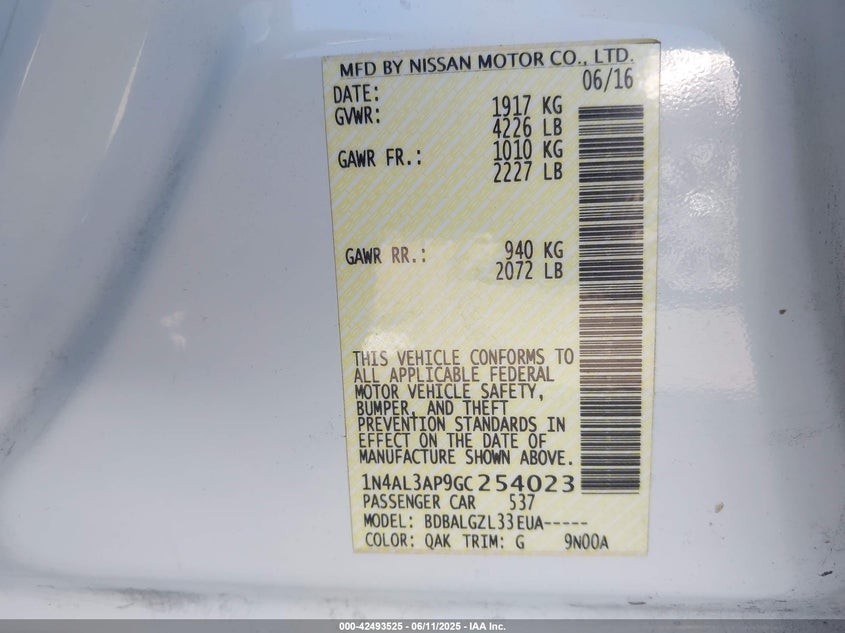 MFD BY NISSAN MOTOR CO., LTD.
DATE: 06/16
GVWR: 1917 KG
4226 LB
GAWR FR.: 1010 KG
2227 LB
GAWR RR.: 940 KG
2072 LB
THIS VEHICLE CONFORMS TO
ALL APPLICABLE FEDERAL
MOTOR VEHICLE SAFETY,
BUMPER, AND THEFT
PREVENTION STANDARDS IN
EFFECT ON THE DATE OF
MANUFACTURE SHOWN ABOVE.
1N4AL3AP9GC254023
PASSENGER CAR 537
MODEL: BDBALGZL33EUA-----
COLOR: QAK TRIM: G 9N00A
000-42493525 - 06/11/2025 - IAA Inc.